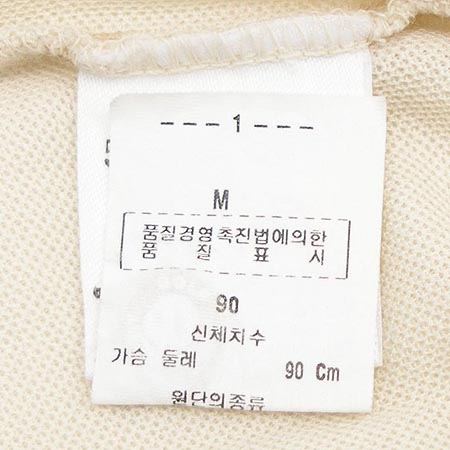 ---1---
M
품질경영촉진법에의한
품 질 표 시
90
신체치수
가슴 둘레 90 Cm
원단의종류